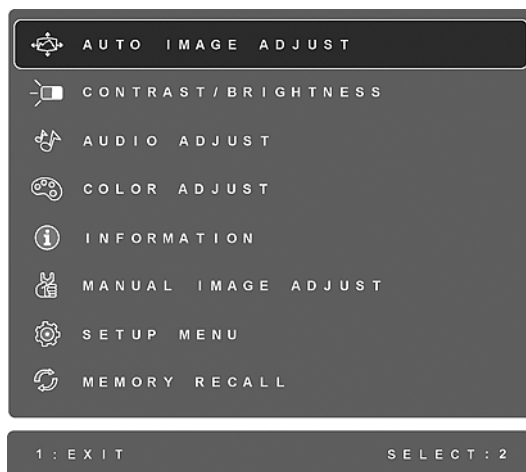 AUTO IMAGE ADJUST
CONTRAST/BRIGHTNESS
AUDIO ADJUST
COLOR ADJUST
INFORMATION
MANUAL IMAGE ADJUST
SETUP MENU
MEMORY RECALL
1:EXIT SELECT:2